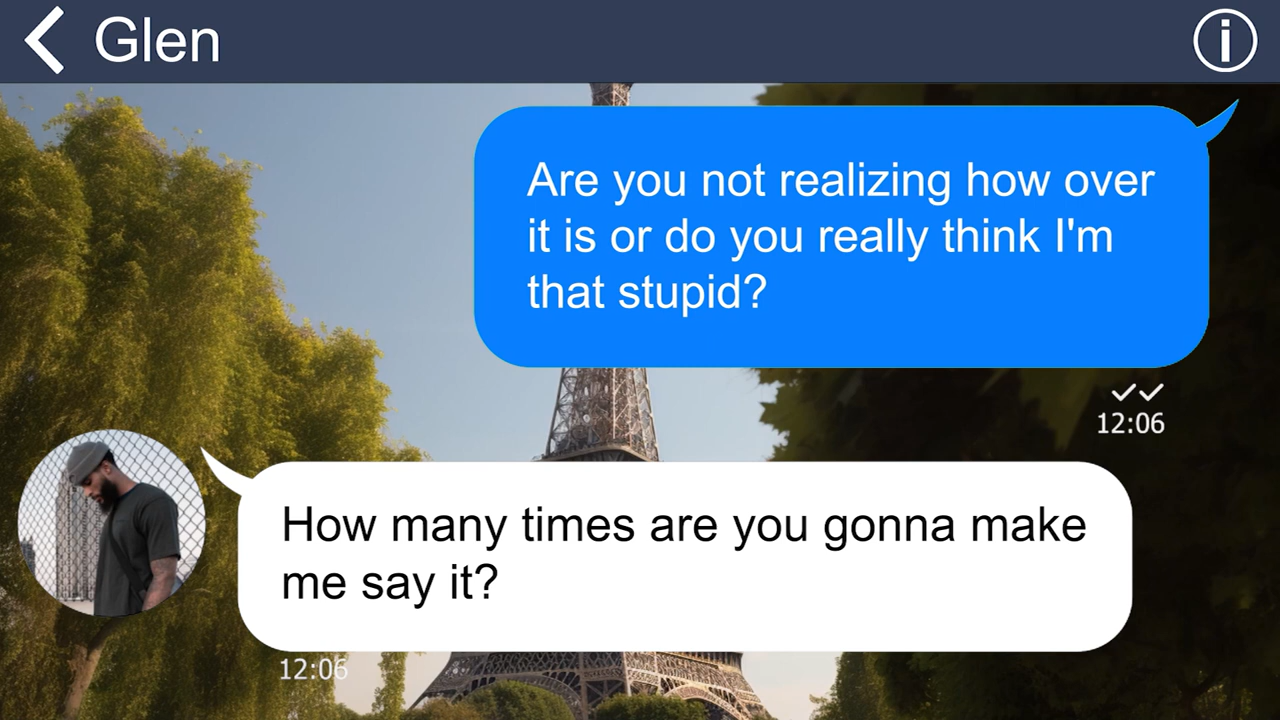 Glen
Are you not realizing how over
it is or do you really think I'm
that stupid?
12:06
How many times are you gonna make
me say it?
12:06